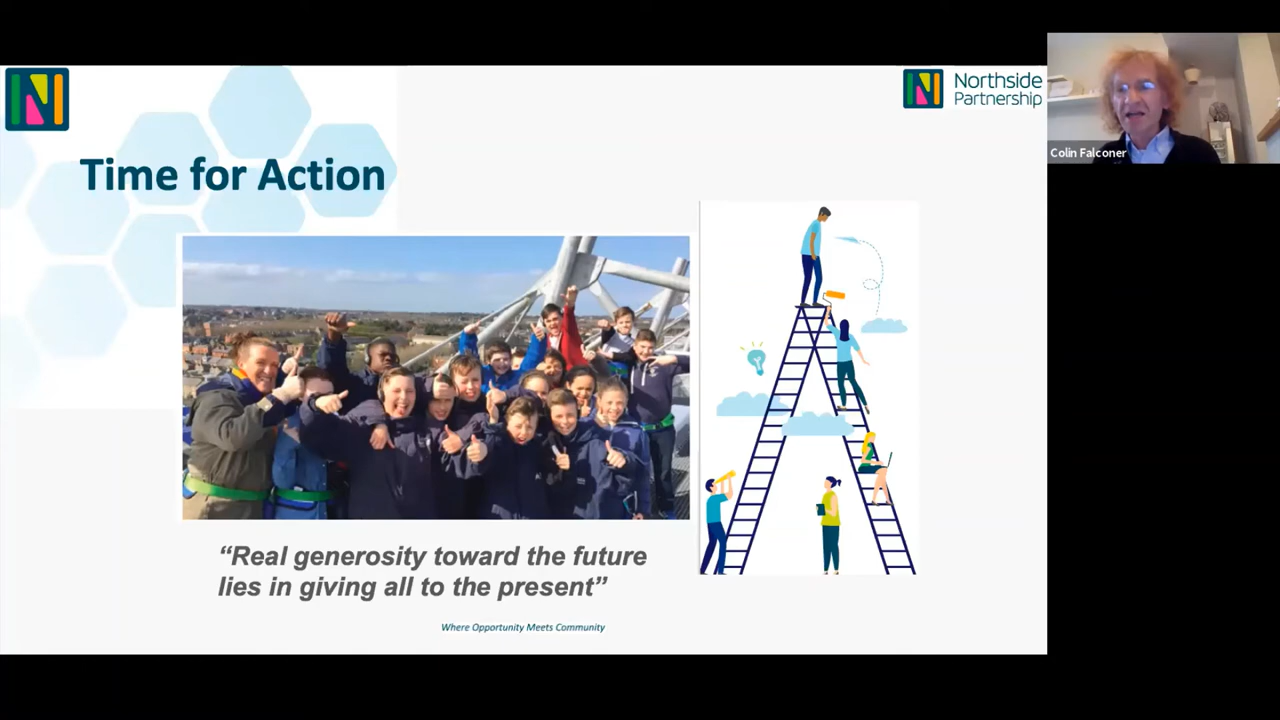 Northside
Partnership
Colin Falconer
Time for Action
“Real generosity toward the future
lies in giving all to the present”
Where Opportunity Meets Community